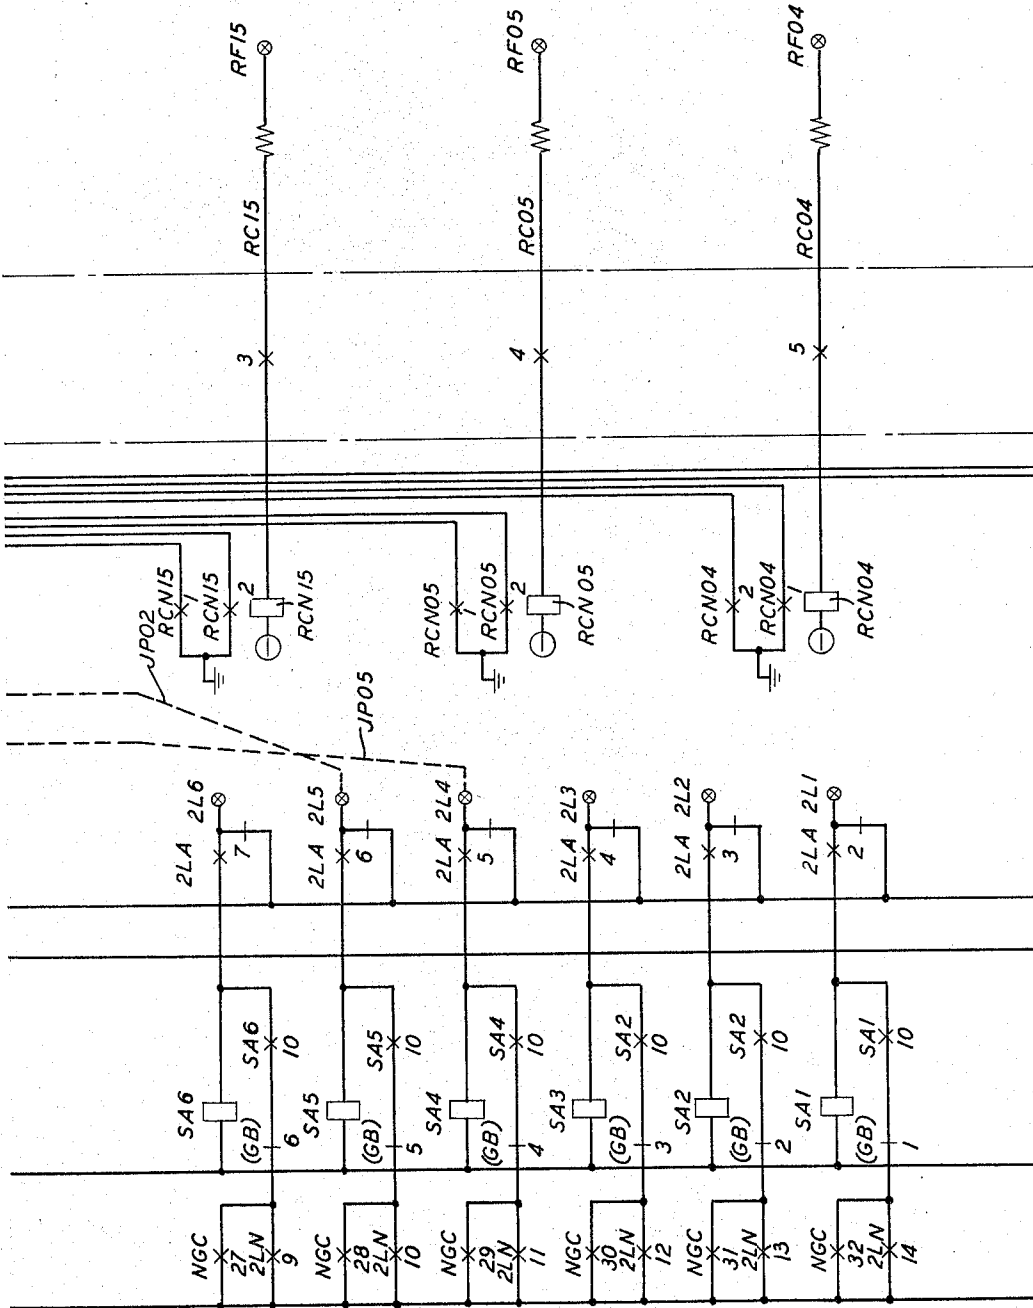 RF15
RC15
3
RCN15
RCN15
2
RCN15
RF05
RC05
4
RCN05
RCN05
2
RCN05
RF04
RC04
5
RCN04
2
RCN04
RCN04
JP02
JP05
2LA 2L6
7
2LA 2L5
6
2LA 2L4
5
2LA 2L3
4
2LA 2L2
3
2LA 2L1
2
SA6
(GB)
6
SA6
10
SA5
(GB)
5
SA5
10
SA4
(GB)
4
SA4
10
SA3
(GB)
3
SA2
10
SA2
(GB)
2
SA2
10
SA1
(GB)
1
SA1
10
NGC
27
2LN
9
NGC
28
2LN
10
NGC
29
2LN
11
NGC
30
2LN
12
NGC
31
2LN
13
NGC
32
2LN
14